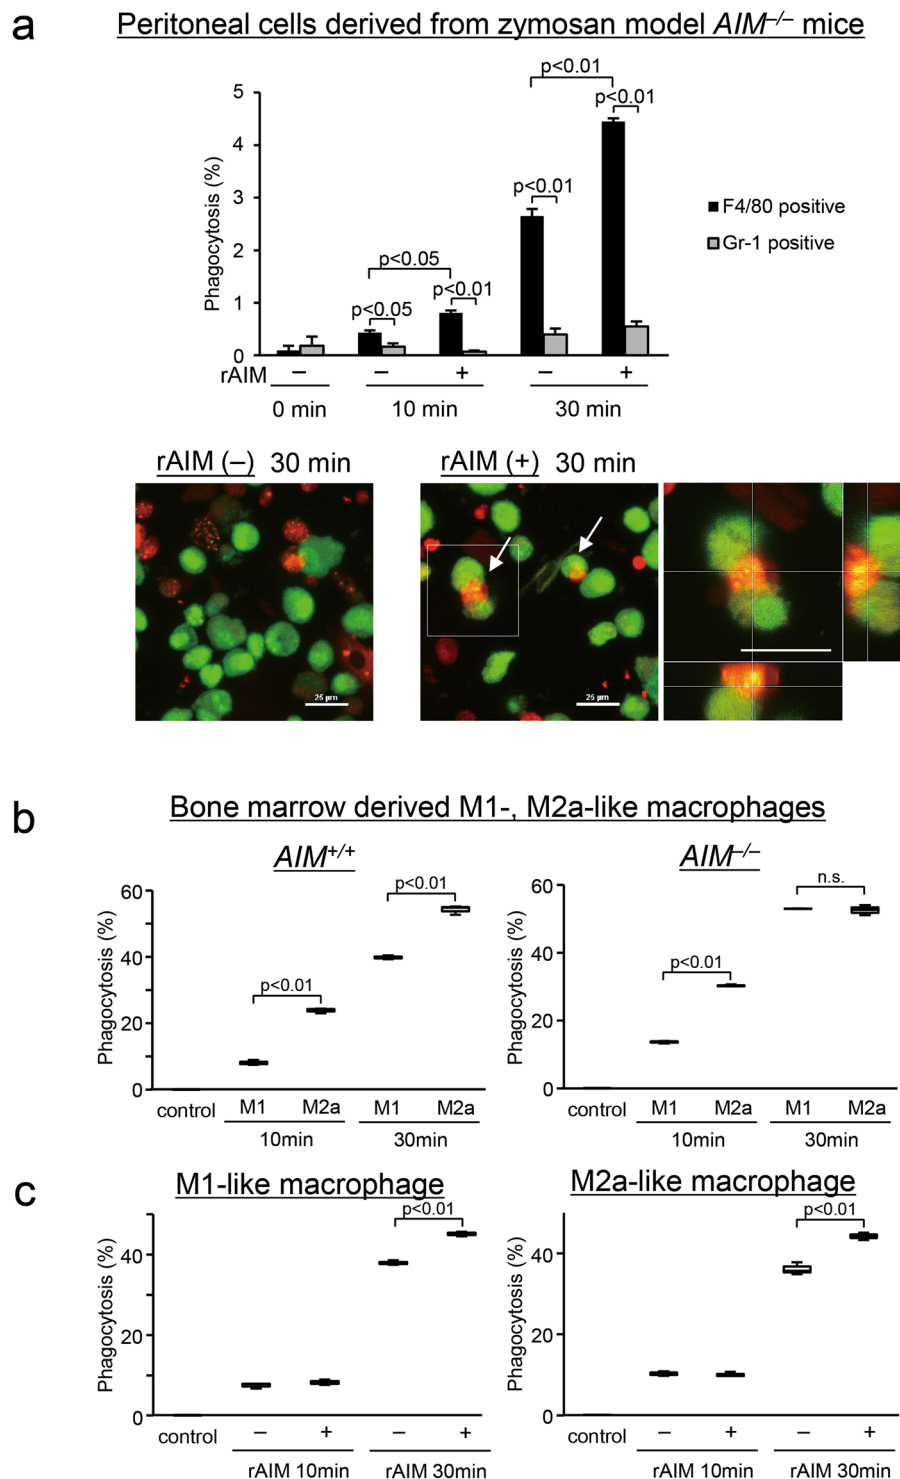 a
Peritoneal cells derived from zymosan model AIM–/– mice
p<0.01
p<0.01
5
4
p<0.01
3
F4/80 positive
Phagocytosis (%)
2
Gr-1 positive
p<0.05
p<0.01
1
p<0.05
0
rAIM – – + – +
0 min 10 min 30 min
rAIM (–) 30 min rAIM (+) 30 min
25 μm 25 μm
b
Bone marrow derived M1-, M2a-like macrophages
AIM+/+ AIM–/–
60 p<0.01 60 n.s.
Phagocytosis (%) Phagocytosis (%)
40 40
p<0.01 p<0.01
20 20
0 0
control M1 M2a M1 M2a control M1 M2a M1 M2a
10min 30min 10min 30min
c
M1-like macrophage M2a-like macrophage
p<0.01 p<0.01
40 40
Phagocytosis (%) Phagocytosis (%)
20 20
0 0
control – + – + control – + – +
rAIM 10min rAIM 30min rAIM 10min rAIM 30min